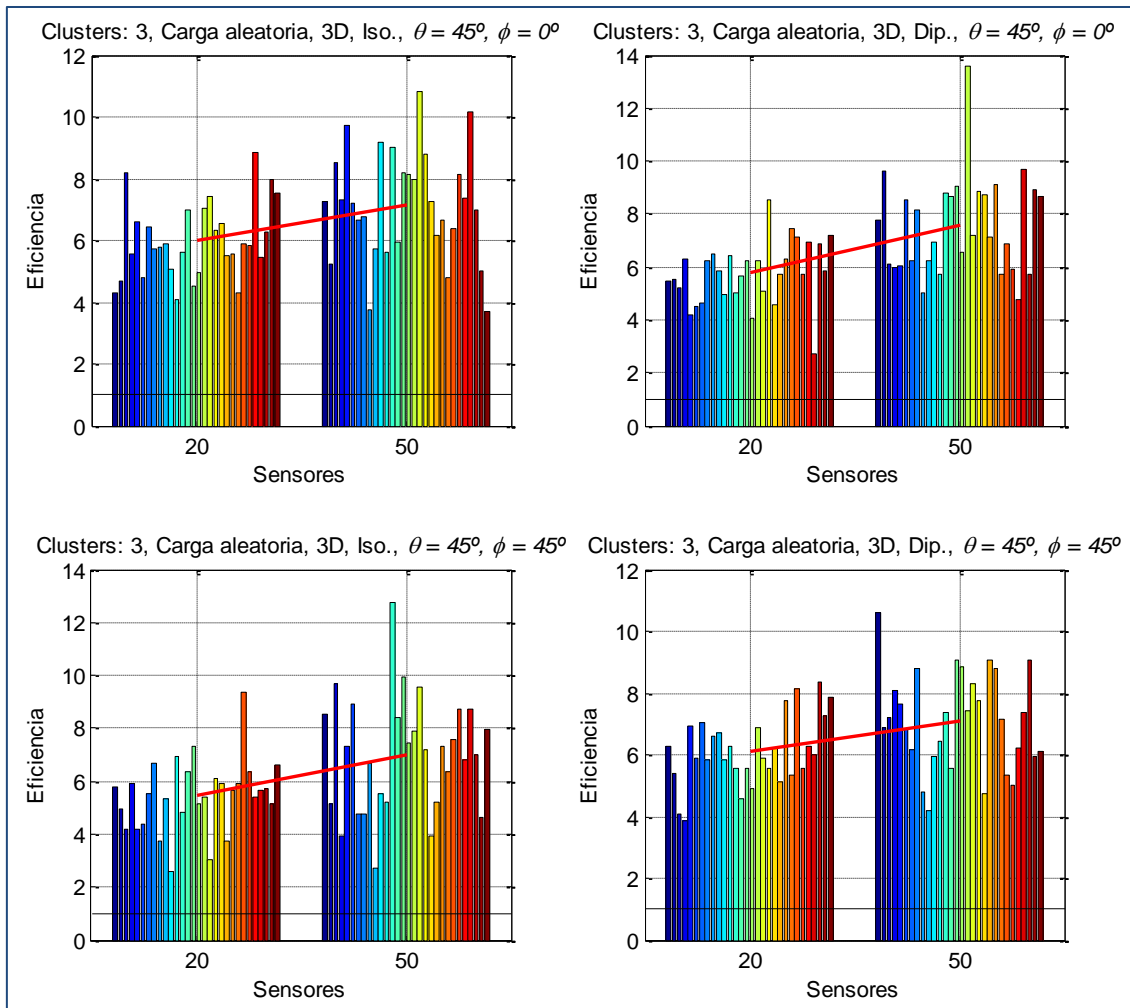 Clusters: 3, Carga aleatoria, 3D, Iso., θ = 45º, ϕ = 0º
12
10
8
6
4
2
0
Eficiencia
20 50
Sensores
Clusters: 3, Carga aleatoria, 3D, Dip., θ = 45º, ϕ = 0º
14
12
10
8
6
4
2
0
Eficiencia
20 50
Sensores
Clusters: 3, Carga aleatoria, 3D, Iso., θ = 45º, ϕ = 45º
14
12
10
8
6
4
2
0
Eficiencia
20 50
Sensores
Clusters: 3, Carga aleatoria, 3D, Dip., θ = 45º, ϕ = 45º
12
10
8
6
4
2
0
Eficiencia
20 50
Sensores